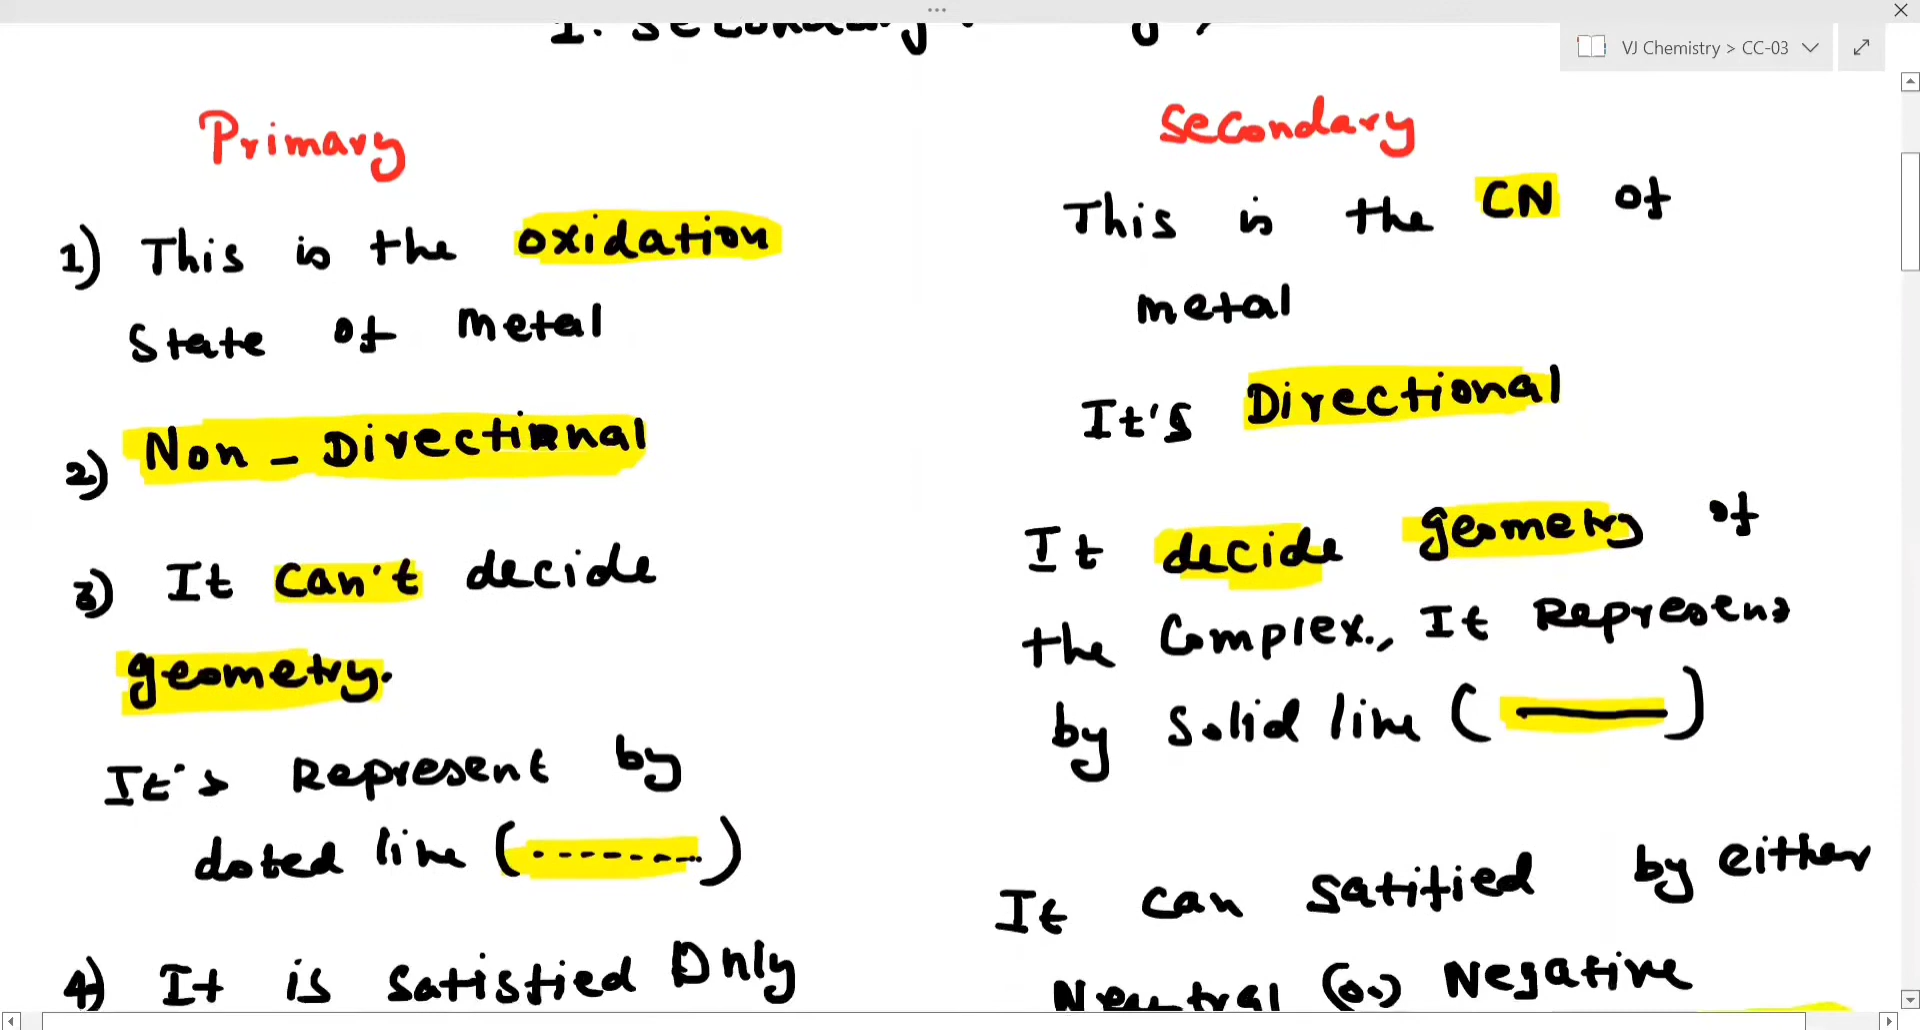 VJ Chemistry > CC-03
Primary
1) This is the oxidation
State of metal
2) Non - Directional
3) It can't decide
geometry.
It's Represent by
doted line (.......)
4) It is satisfied Only
Secondary
This is the CN of
metal
It's Directional
It decide geometry of
the Complex., It Represent
by Solid line (—)
It can satified by either
Neutral (or) Negative